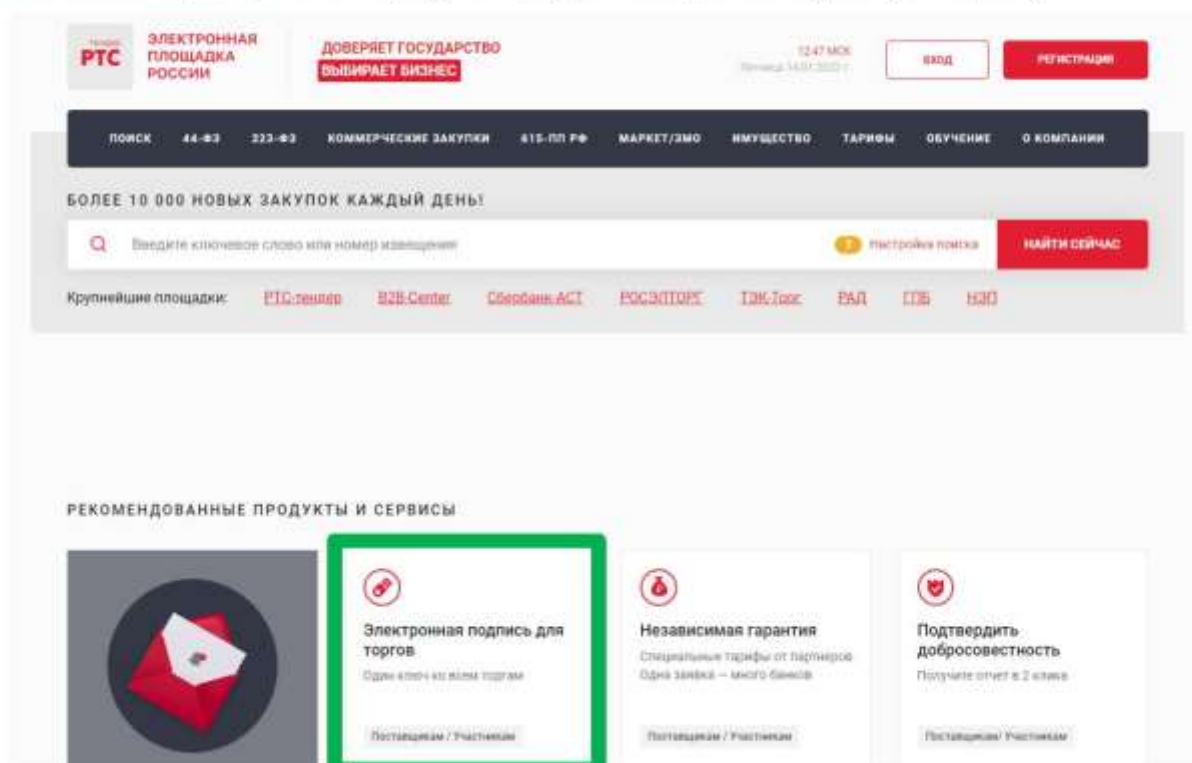 тендер
РТС
ЭЛЕКТРОННАЯ
ПЛОЩАДКА
РОССИИ
ДОВЕРЯЕТ ГОСУДАРСТВО
ВЫБИРАЕТ БИЗНЕС
12:47 МСК
ВХОД
РЕГИСТРАЦИЯ
ПОИСК 44-ФЗ 223-ФЗ КОММЕРЧЕСКИЕ ЗАКУПКИ 615-ПП РФ МАРКЕТ/ЗМО ИМУЩЕСТВО ТАРИФЫ ОБУЧЕНИЕ О КОМПАНИИ
БОЛЕЕ 10 000 НОВЫХ ЗАКУПОК КАЖДЫЙ ДЕНЬ!
Введите ключевое слово или номер извещения
Настройка поиска
НАЙТИ СЕЙЧАС
Крупнейшие площадки: РТС-тендер B2B-Center Сбербанк-АСТ РОСЭЛТОРГ ТЭК-Торг РАД ГПБ НЭП
РЕКОМЕНДОВАННЫЕ ПРОДУКТЫ И СЕРВИСЫ
Электронная подпись для
торгов
Один ключ ко всем торгам
Поставщикам / Участникам
Независимая гарантия
Специальные тарифы от партнеров
Одна заявка — много банков
Поставщикам / Участникам
Подтвердить
добросовестность
Получите отчет в 2 клика
Поставщикам/ Участникам